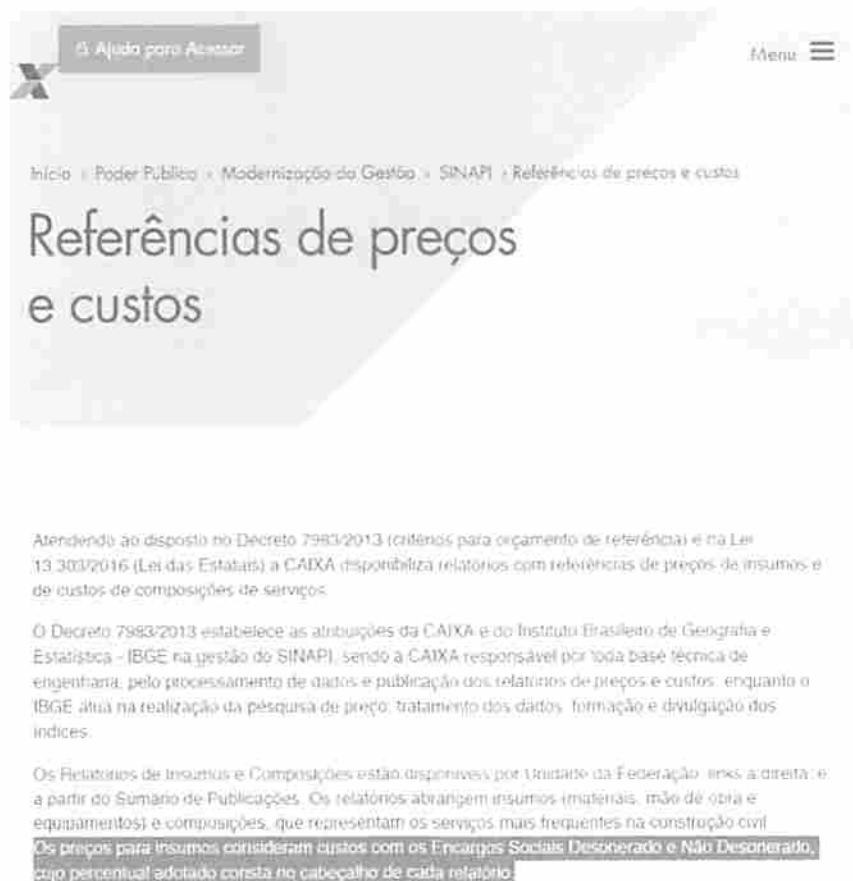 Ajuda para Acessar
Menu
Início > Poder Público > Modernização da Gestão > SINAPI > Referências de preços e custos
Referências de preços
e custos
Atendendo ao disposto no Decreto 7983/2013 (critérios para orçamento de referência) e na Lei
13.303/2016 (Lei das Estatais) a CAIXA disponibiliza relatórios com referências de preços de insumos e
de custos de composições de serviços.
O Decreto 7983/2013 estabelece as atribuições da CAIXA e do Instituto Brasileiro de Geografia e
Estatística - IBGE na gestão do SINAPI, sendo a CAIXA responsável por toda base técnica de
engenharia, pelo processamento de dados e publicação dos relatórios de preços e custos, enquanto o
IBGE atua na realização da pesquisa de preço, tratamento dos dados, formação e divulgação dos
índices.
Os Relatórios de Insumos e Composições estão disponíveis por Unidade da Federação, links a direita, e
a partir do Sumário de Publicações. Os relatórios abrangem insumos (materiais, mão de obra e
equipamentos) e composições, que representam os serviços mais frequentes na construção civil.
Os preços para insumos consideram custos com os Encargos Sociais Desonerado e Não Desonerado,
cujo percentual adotado consta no cabeçalho de cada relatório.